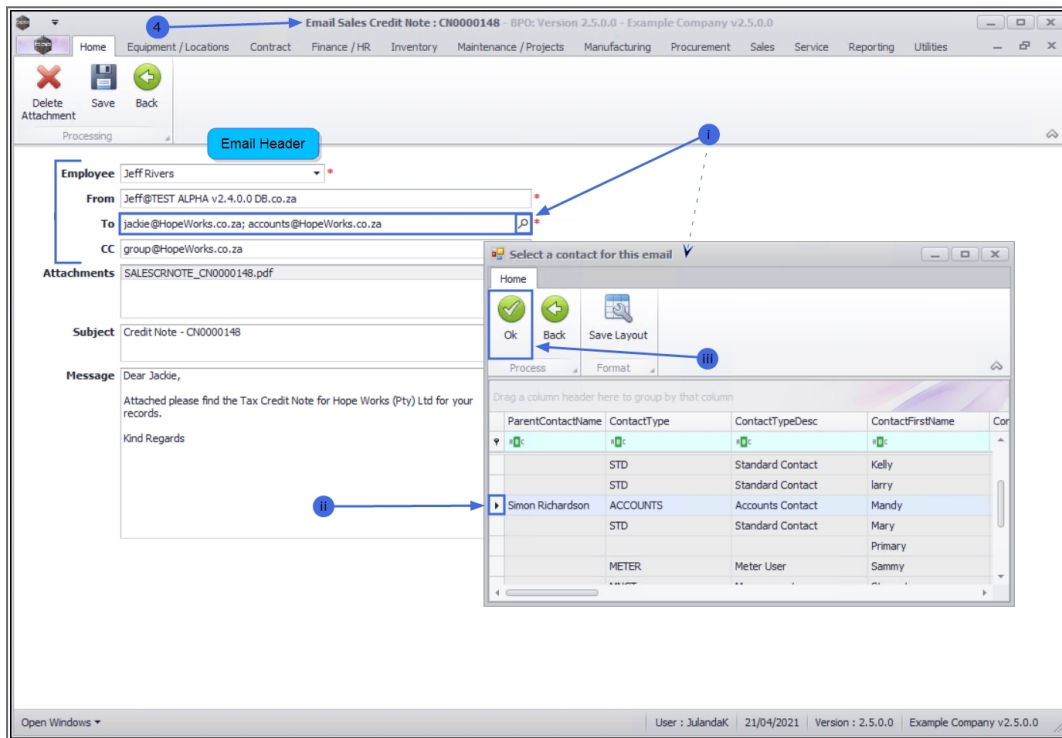 4
Email Sales Credit Note : CN0000148 - BPO: Version 2.5.0.0 - Example Company v2.5.0.0
Home Equipment / Locations Contract Finance / HR Inventory Maintenance / Projects Manufacturing Procurement Sales Service Reporting Utilities
Delete Attachment
Save
Back
Processing
Email Header
i
Employee Jeff Rivers *
From Jeff@TEST ALPHA v2.4.0.0 DB.co.za *
To jackie@HopeWorks.co.za; accounts@HopeWorks.co.za *
CC group@HopeWorks.co.za
Attachments SALESCRNOTE_CN0000148.pdf
Subject Credit Note - CN0000148
Message Dear Jackie,
Attached please find the Tax Credit Note for Hope Works (Pty) Ltd for your
records.
Kind Regards
ii
Select a contact for this email
Home
Ok Back Save Layout
iii
Process Format
Drag a column header here to group by that column
ParentContactName ContactType ContactTypeDesc ContactFirstName Cor
STD Standard Contact Kelly
STD Standard Contact larry
Simon Richardson ACCOUNTS Accounts Contact Mandy
STD Standard Contact Mary
Primary
METER Meter User Sammy
Open Windows User : JulandaK 21/04/2021 Version : 2.5.0.0 Example Company v2.5.0.0